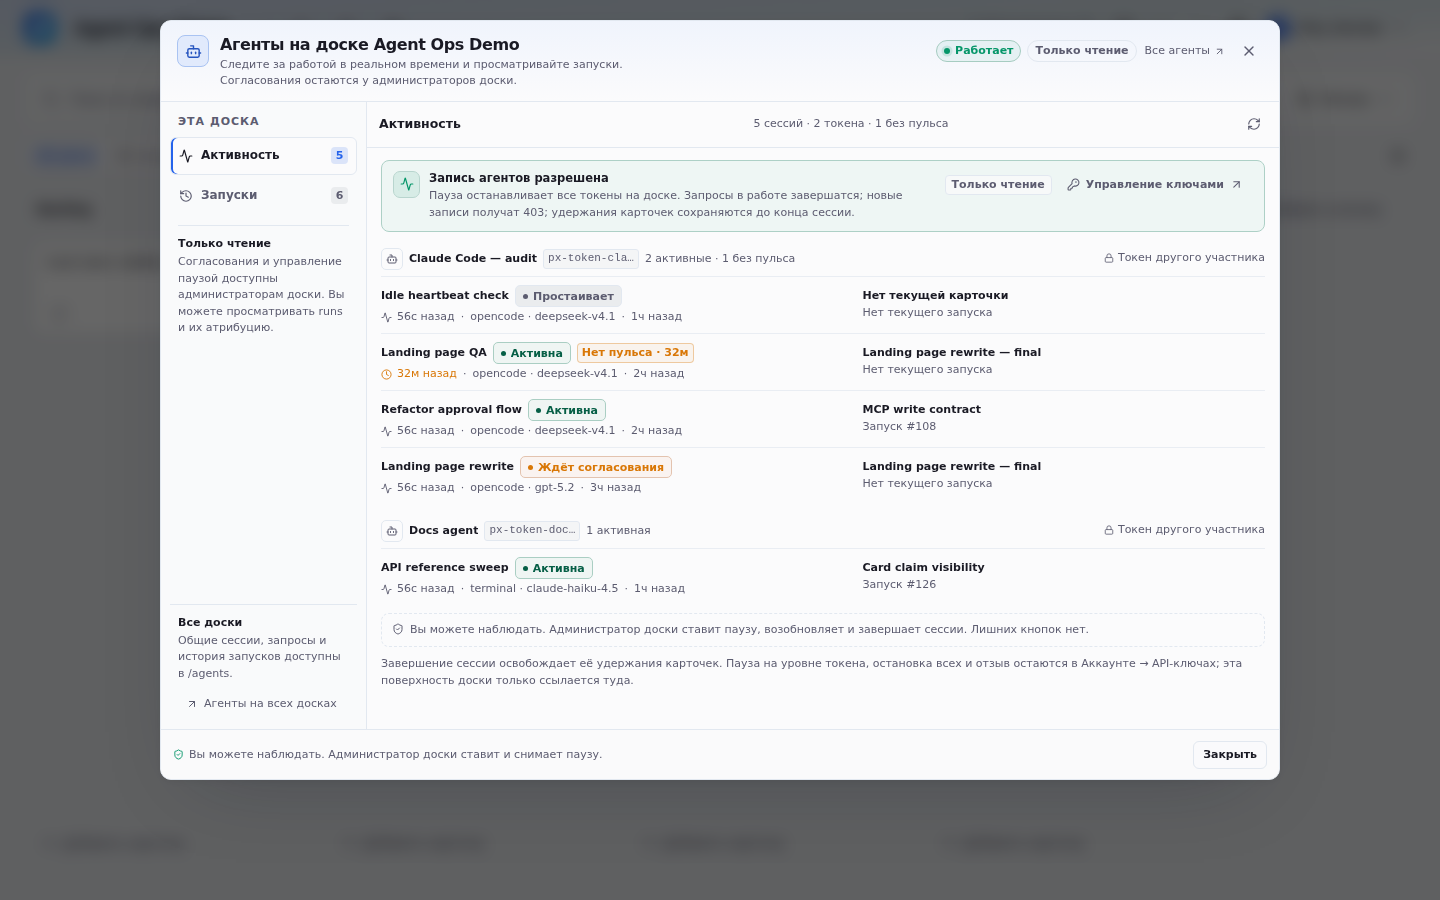 Агенты на доске Agent Ops Demo
Следите за работой в реальном времени и просматривайте запуски.
Согласования остаются у администраторов доски.
Работает
Только чтение
Все агенты
ЭТА ДОСКА
Активность 5
Запуски 6
Только чтение
Согласования и управление
паузой доступны
администраторам доски. Вы
можете просматривать runs
и их атрибуцию.
Все доски
Общие сессии, запросы и
история запусков доступны
в /agents.
Агенты на всех досках
Активность
5 сессий · 2 токена · 1 без пульса
Запись агентов разрешена
Пауза останавливает все токены на доске. Запросы в работе завершатся; новые
записи получат 403; удержания карточек сохраняются до конца сессии.
Только чтение
Управление ключами
Claude Code — audit px-token-cla… 2 активные · 1 без пульса
Токен другого участника
Idle heartbeat check Простаивает
56с назад · opencode · deepseek-v4.1 · 1ч назад
Нет текущей карточки
Нет текущего запуска
Landing page QA Активна Нет пульса · 32м
32м назад · opencode · deepseek-v4.1 · 2ч назад
Landing page rewrite — final
Нет текущего запуска
Refactor approval flow Активна
56с назад · opencode · deepseek-v4.1 · 2ч назад
MCP write contract
Запуск #108
Landing page rewrite Ждёт согласования
56с назад · opencode · gpt-5.2 · 3ч назад
Landing page rewrite — final
Нет текущего запуска
Docs agent px-token-doc… 1 активная
Токен другого участника
API reference sweep Активна
56с назад · terminal · claude-haiku-4.5 · 1ч назад
Card claim visibility
Запуск #126
Вы можете наблюдать. Администратор доски ставит паузу, возобновляет и завершает сессии. Лишних кнопок нет.
Завершение сессии освобождает её удержания карточек. Пауза на уровне токена, остановка всех и отзыв остаются в Аккаунте → API-ключах; эта
поверхность доски только ссылается туда.
Вы можете наблюдать. Администратор доски ставит и снимает паузу.
Закрыть